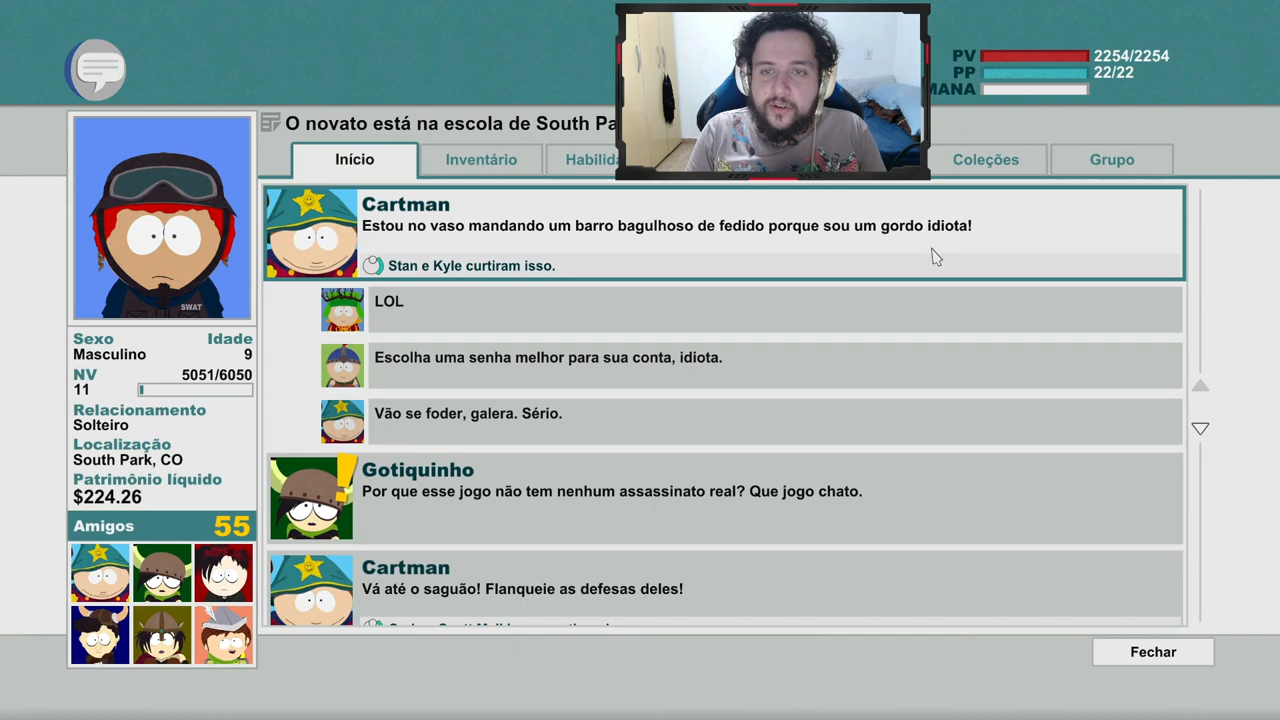 PV 2254/2254
PP 22/22
MANA
O novato está na escola de South Pa
Início
Inventário
Habilid
Coleções
Grupo
SWAT
Sexo Idade
Masculino 9
NV 5051/6050
11
Relacionamento
Solteiro
Localização
South Park, CO
Patrimônio líquido
$224.26
Amigos 55
Cartman
Estou no vaso mandando um barro bagulhoso de fedido porque sou um gordo idiota!
Stan e Kyle curtiram isso.
LOL
Escolha uma senha melhor para sua conta, idiota.
Vão se foder, galera. Sério.
Gotiquinho
Por que esse jogo não tem nenhum assassinato real? Que jogo chato.
Cartman
Vá até o saguão! Flanqueie as defesas deles!
Fechar